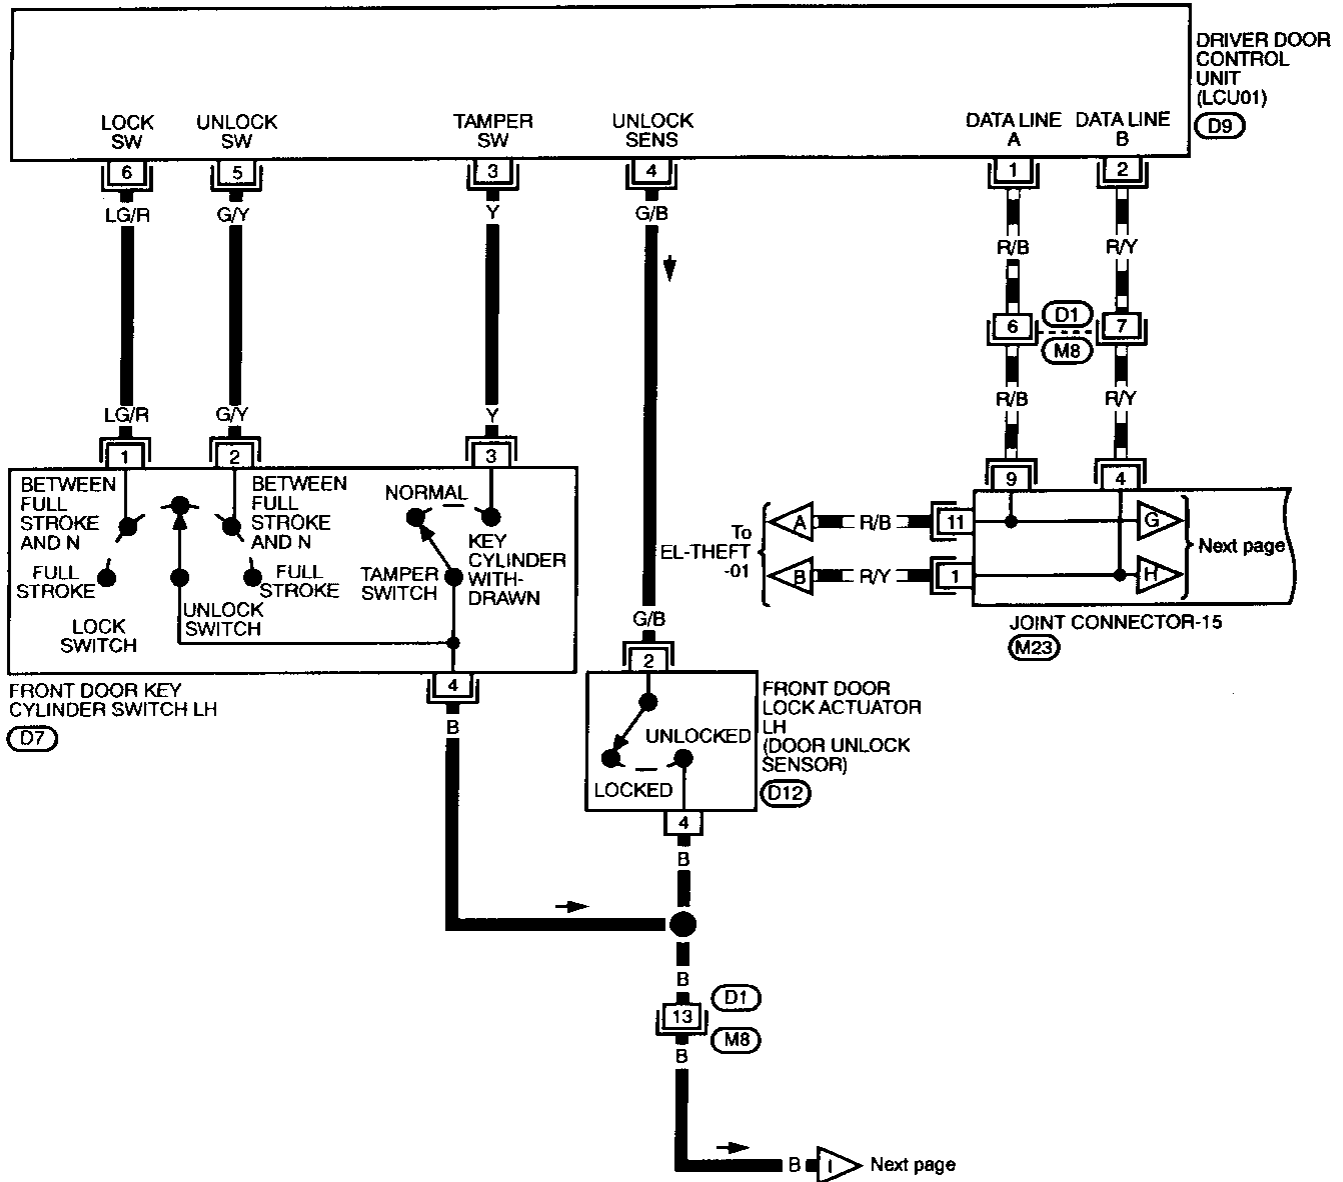 DRIVER DOOR
CONTROL
UNIT
(LCU01)
D9
LOCK
SW
UNLOCK
SW
TAMPER
SW
UNLOCK
SENS
DATA LINE
A
DATA LINE
B
6
5
3
4
1
2
LG/R
G/Y
Y
G/B
R/B
R/Y
6
D1
7
M8
R/B
R/Y
LG/R
G/Y
Y
1
2
3
9
4
BETWEEN
FULL
STROKE
AND N
BETWEEN
FULL
STROKE
AND N
NORMAL
KEY
CYLINDER
WITH-
DRAWN
FULL
STROKE
FULL
STROKE
TAMPER
SWITCH
UNLOCK
SWITCH
LOCK
SWITCH
To
EL-THEFT
-01
A
R/B
11
G
B
R/Y
1
H
Next page
JOINT CONNECTOR-15
M23
G/B
2
FRONT DOOR KEY
CYLINDER SWITCH LH
D7
4
B
FRONT DOOR
LOCK ACTUATOR
LH
(DOOR UNLOCK
SENSOR)
D12
UNLOCKED
LOCKED
4
B
B
D1
13
M8
B
B
I
Next page